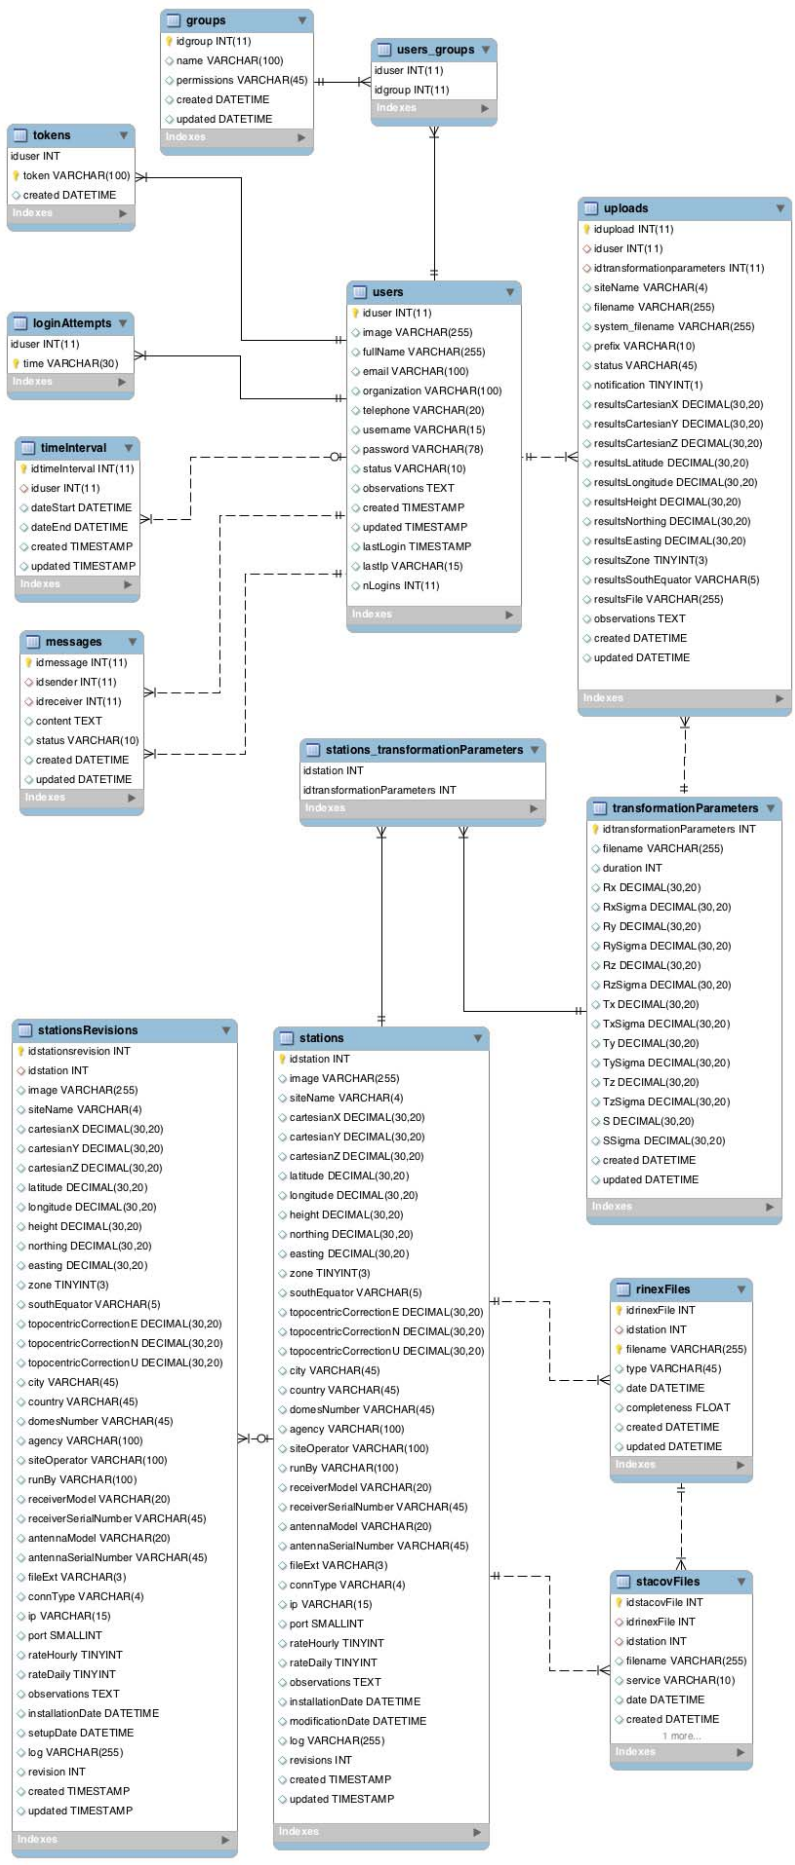 groups
idgroup INT(11)
name VARCHAR(100)
permissions VARCHAR(45)
created DATETIME
updated DATETIME
Indexes
users_groups
iduser INT(11)
idgroup INT(11)
Indexes
tokens
iduser INT
token VARCHAR(100)
created DATETIME
Indexes
loginAttempts
iduser INT(11)
time VARCHAR(30)
Indexes
timeInterval
idtimeInterval INT(11)
iduser INT(11)
dateStart DATETIME
dateEnd DATETIME
created TIMESTAMP
updated TIMESTAMP
Indexes
messages
idmessage INT(11)
idsender INT(11)
idreceiver INT(11)
content TEXT
status VARCHAR(10)
created DATETIME
updated DATETIME
Indexes
users
iduser INT(11)
image VARCHAR(255)
fullName VARCHAR(255)
email VARCHAR(100)
organization VARCHAR(100)
telephone VARCHAR(20)
username VARCHAR(15)
password VARCHAR(78)
status VARCHAR(10)
observations TEXT
created TIMESTAMP
updated TIMESTAMP
lastLogin TIMESTAMP
lastIp VARCHAR(15)
nLogins INT(11)
Indexes
uploads
idupload INT(11)
iduser INT(11)
idtransformationparameters INT(11)
siteName VARCHAR(4)
filename VARCHAR(255)
system_filename VARCHAR(255)
prefix VARCHAR(10)
status VARCHAR(45)
notification TINYINT(1)
resultsCartesianX DECIMAL(30,20)
resultsCartesianY DECIMAL(30,20)
resultsCartesianZ DECIMAL(30,20)
resultsLatitude DECIMAL(30,20)
resultsLongitude DECIMAL(30,20)
resultsHeight DECIMAL(30,20)
resultsNorthing DECIMAL(30,20)
resultsEasting DECIMAL(30,20)
resultsZone TINYINT(3)
resultsSouthEquator VARCHAR(5)
resultsFile VARCHAR(255)
observations TEXT
created DATETIME
updated DATETIME
Indexes
stations_transformationParameters
idstation INT
idtransformationParameters INT
Indexes
transformationParameters
idtransformationParameters INT
filename VARCHAR(255)
duration INT
Rx DECIMAL(30,20)
RxSigma DECIMAL(30,20)
Ry DECIMAL(30,20)
RySigma DECIMAL(30,20)
Rz DECIMAL(30,20)
RzSigma DECIMAL(30,20)
Tx DECIMAL(30,20)
TxSigma DECIMAL(30,20)
Ty DECIMAL(30,20)
TySigma DECIMAL(30,20)
Tz DECIMAL(30,20)
TzSigma DECIMAL(30,20)
S DECIMAL(30,20)
SSigma DECIMAL(30,20)
created DATETIME
updated DATETIME
Indexes
stationsRevisions
idstationsrevision INT
idstation INT
image VARCHAR(255)
siteName VARCHAR(4)
cartesianX DECIMAL(30,20)
cartesianY DECIMAL(30,20)
cartesianZ DECIMAL(30,20)
latitude DECIMAL(30,20)
longitude DECIMAL(30,20)
height DECIMAL(30,20)
northing DECIMAL(30,20)
easting DECIMAL(30,20)
zone TINYINT(3)
southEquator VARCHAR(5)
topocentricCorrectionE DECIMAL(30,20)
topocentricCorrectionN DECIMAL(30,20)
topocentricCorrectionU DECIMAL(30,20)
city VARCHAR(45)
country VARCHAR(45)
domesNumber VARCHAR(45)
agency VARCHAR(100)
siteOperator VARCHAR(100)
runBy VARCHAR(100)
receiverModel VARCHAR(20)
receiverSerialNumber VARCHAR(45)
antennaModel VARCHAR(20)
antennaSerialNumber VARCHAR(45)
fileExt VARCHAR(3)
connType VARCHAR(4)
ip VARCHAR(15)
port SMALLINT
rateHourly TINYINT
rateDaily TINYINT
observations TEXT
installationDate DATETIME
setupDate DATETIME
log VARCHAR(255)
revision INT
created TIMESTAMP
updated TIMESTAMP
Indexes
stations
idstation INT
image VARCHAR(255)
siteName VARCHAR(4)
cartesianX DECIMAL(30,20)
cartesianY DECIMAL(30,20)
cartesianZ DECIMAL(30,20)
latitude DECIMAL(30,20)
longitude DECIMAL(30,20)
height DECIMAL(30,20)
northing DECIMAL(30,20)
easting DECIMAL(30,20)
zone TINYINT(3)
southEquator VARCHAR(5)
topocentricCorrectionE DECIMAL(30,20)
topocentricCorrectionN DECIMAL(30,20)
topocentricCorrectionU DECIMAL(30,20)
city VARCHAR(45)
country VARCHAR(45)
domesNumber VARCHAR(45)
agency VARCHAR(100)
siteOperator VARCHAR(100)
runBy VARCHAR(100)
receiverModel VARCHAR(20)
receiverSerialNumber VARCHAR(45)
antennaModel VARCHAR(20)
antennaSerialNumber VARCHAR(45)
fileExt VARCHAR(3)
connType VARCHAR(4)
ip VARCHAR(15)
port SMALLINT
rateHourly TINYINT
rateDaily TINYINT
observations TEXT
installationDate DATETIME
modificationDate DATETIME
log VARCHAR(255)
revisions INT
created TIMESTAMP
updated TIMESTAMP
Indexes
rinexFiles
idrinexFile INT
idstation INT
filename VARCHAR(255)
type VARCHAR(45)
date DATETIME
completeness FLOAT
created DATETIME
updated DATETIME
Indexes
stacovFiles
idstacovFile INT
idrinexFile INT
idstation INT
filename VARCHAR(255)
service VARCHAR(10)
date DATETIME
created DATETIME
1 more...
Indexes